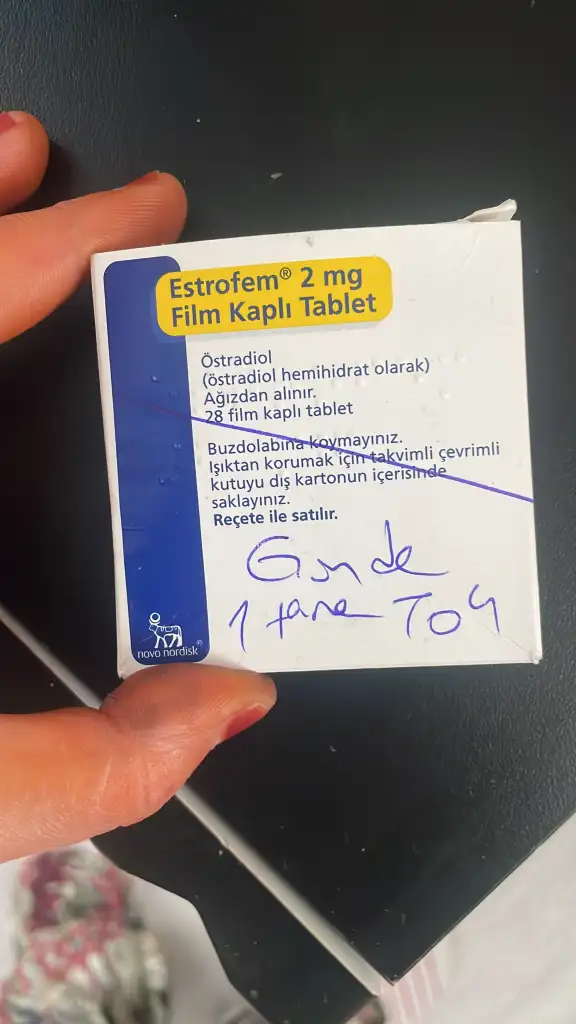 Estrofem® 2 mg
Film Kaplı Tablet
Östradiol
(östradiol hemihidrat olarak)
Ağızdan alınır.
28 film kaplı tablet
Buzdolabına koymayınız.
Işıktan korumak için takvimli çevrimli
kutuyu dış kartonun içerisinde
saklayınız.
Reçete ile satılır.
Günde
1 tane
novo nordisk®